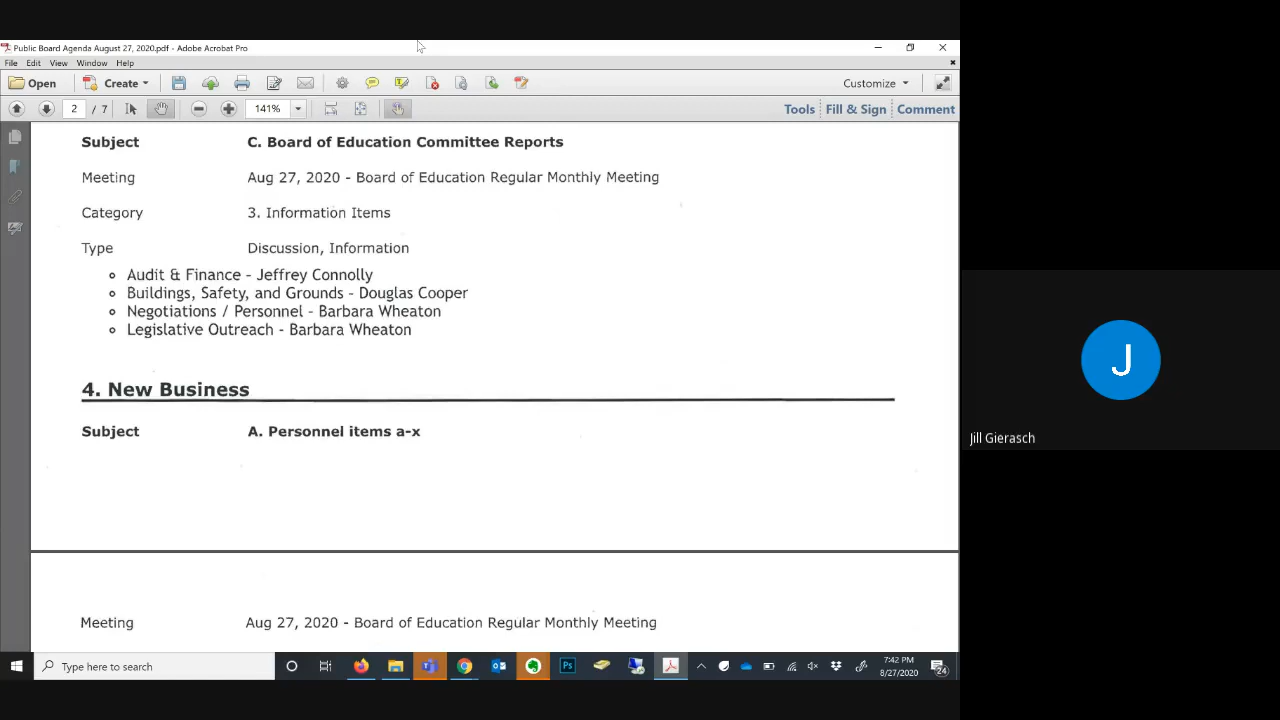 Public Board Agenda August 27, 2020.pdf - Adobe Acrobat Pro
File Edit View Window Help
Open Create Customize
2 / 7 141% Tools Fill & Sign Comment
Subject C. Board of Education Committee Reports
Meeting Aug 27, 2020 - Board of Education Regular Monthly Meeting
Category 3. Information Items
Type Discussion, Information
Audit & Finance - Jeffrey Connolly
Buildings, Safety, and Grounds - Douglas Cooper
Negotiations / Personnel - Barbara Wheaton
Legislative Outreach - Barbara Wheaton
4. New Business
Subject A. Personnel items a-x
Meeting Aug 27, 2020 - Board of Education Regular Monthly Meeting
Type here to search
Ps
7:42 PM
8/27/2020
24
J
Jill Gierasch